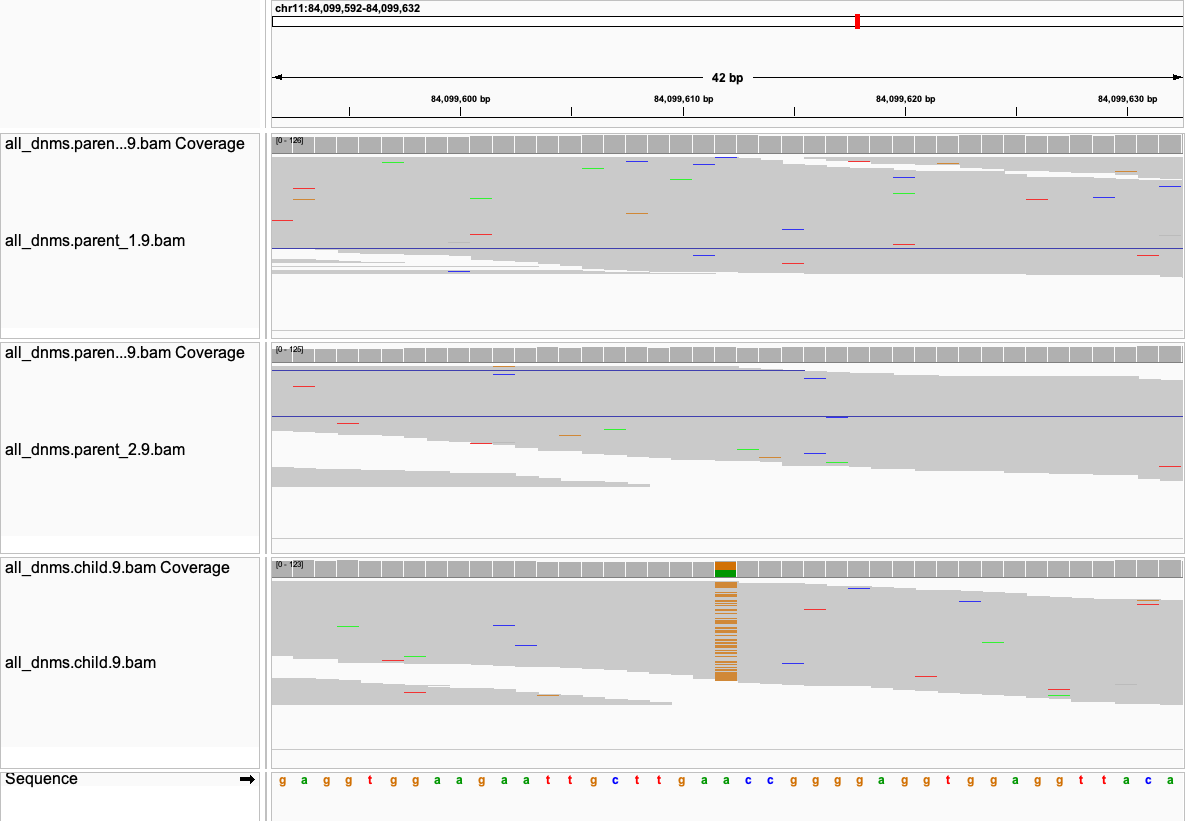 chr11:84,099,592-84,099,632
42 bp
84,099,600 bp 84,099,610 bp 84,099,620 bp 84,099,630 bp
all_dnms.paren...9.bam Coverage
[0 - 126]
all_dnms.parent_1.9.bam
all_dnms.paren...9.bam Coverage
[0 - 125]
all_dnms.parent_2.9.bam
all_dnms.child.9.bam Coverage
[0 - 123]
all_dnms.child.9.bam
Sequence g a g g t g g a a g a a t t g c t t g a a c c g g g g a g g t g g a g g t t a c a